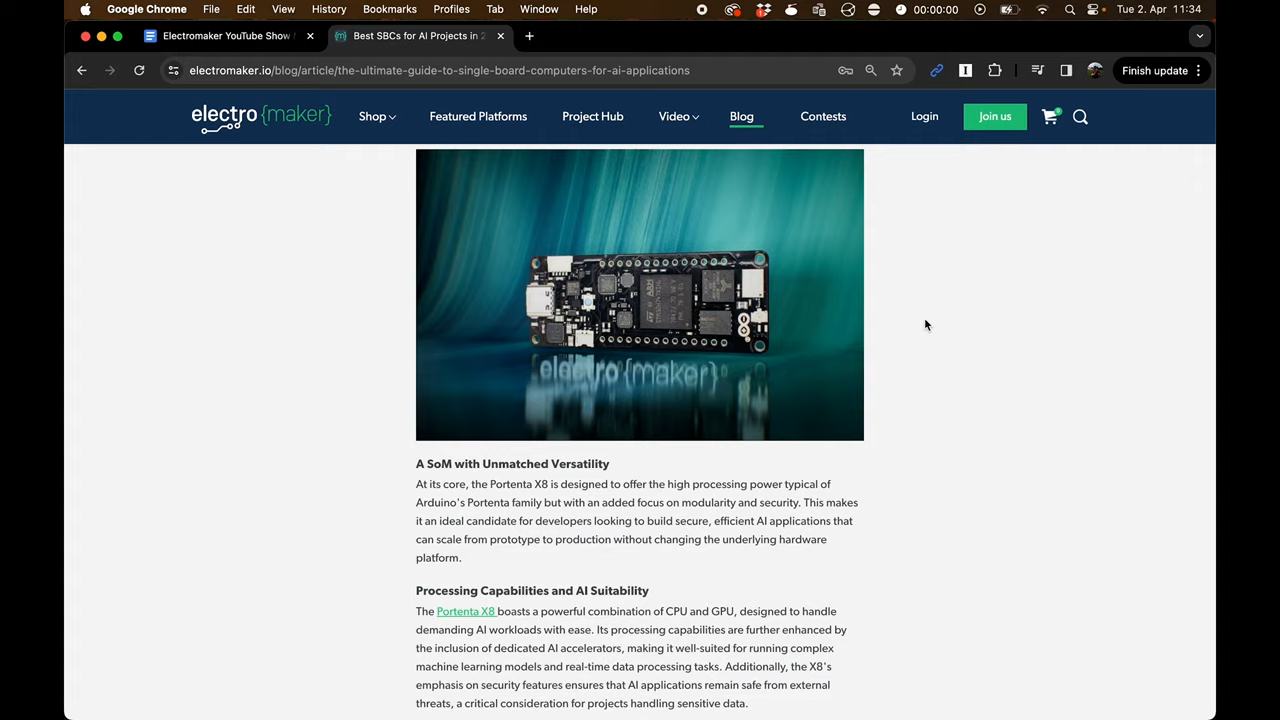 Google Chrome File Edit View History Bookmarks Profiles Tab Window Help 00:00:00 Tue 2. Apr 11:34
Electromaker YouTube Show Best SBCs for AI Projects in 2
electromaker.io/blog/article/the-ultimate-guide-to-single-board-computers-for-ai-applications Finish update
electro{maker} Shop Featured Platforms Project Hub Video Blog Contests Login Join us
ARM
electro{maker}
A SoM with Unmatched Versatility
At its core, the Portenta X8 is designed to offer the high processing power typical of
Arduino's Portenta family but with an added focus on modularity and security. This makes
it an ideal candidate for developers looking to build secure, efficient AI applications that
can scale from prototype to production without changing the underlying hardware
platform.
Processing Capabilities and AI Suitability
The Portenta X8 boasts a powerful combination of CPU and GPU, designed to handle
demanding AI workloads with ease. Its processing capabilities are further enhanced by
the inclusion of dedicated AI accelerators, making it well-suited for running complex
machine learning models and real-time data processing tasks. Additionally, the X8's
emphasis on security features ensures that AI applications remain safe from external
threats, a critical consideration for projects handling sensitive data.